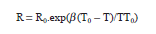 R = R₀.exp(β(T₀ – T)/TT₀)